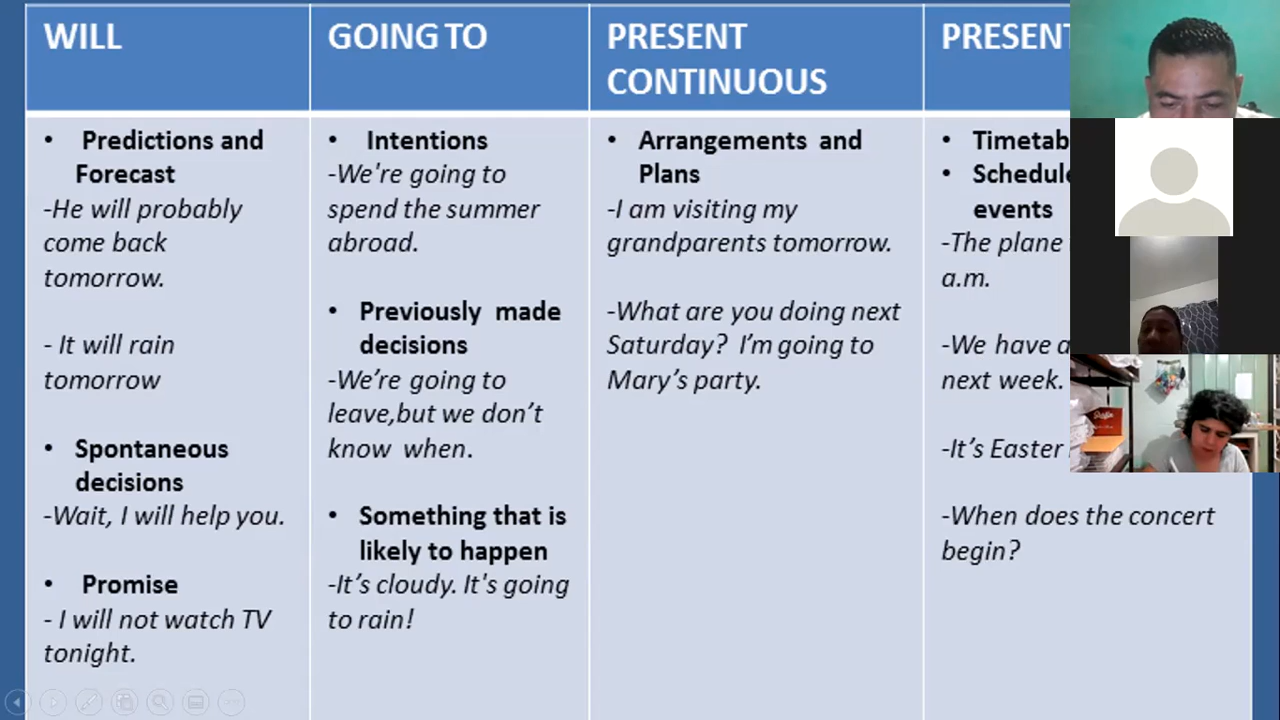 WILL
Predictions and
Forecast
-He will probably
come back
tomorrow.
- It will rain
tomorrow
Spontaneous
decisions
-Wait, I will help you.
Promise
- I will not watch TV
tonight.
GOING TO
Intentions
-We're going to
spend the summer
abroad.
Previously made
decisions
-We’re going to
leave,but we don’t
know when.
Something that is
likely to happen
-It’s cloudy. It's going
to rain!
PRESENT
CONTINUOUS
Arrangements and
Plans
-I am visiting my
grandparents tomorrow.
-What are you doing next
Saturday? I’m going to
Mary’s party.
PRESENT
events
-The plane
a.m.
-We have
next week.
-It’s Easter
-When does the concert
begin?